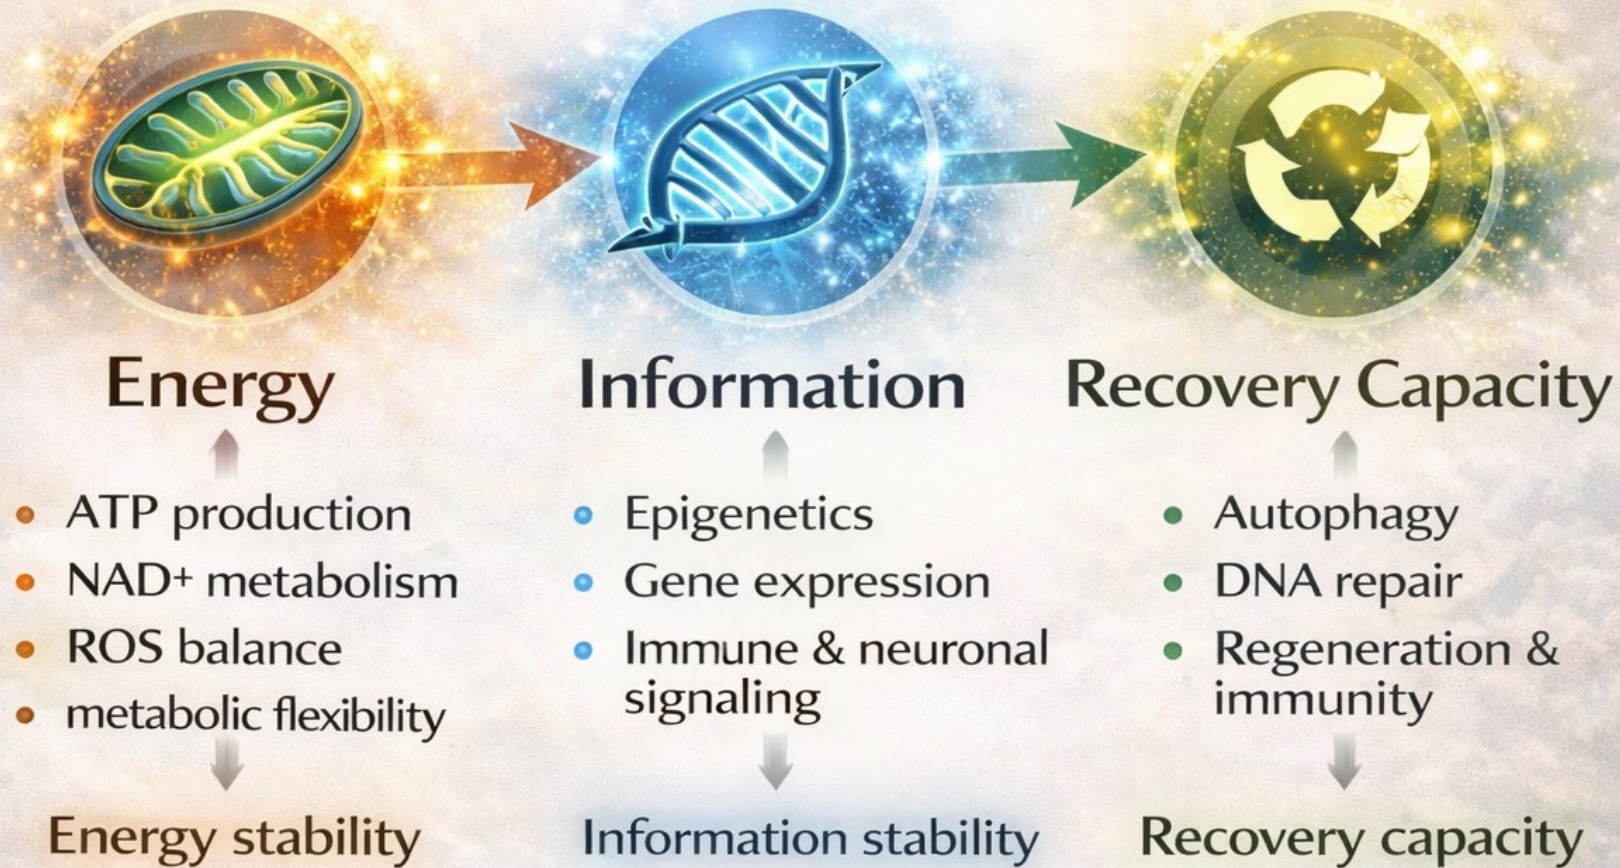 Energy
Information
Recovery Capacity
ATP production
NAD+ metabolism
ROS balance
metabolic flexibility
Energy stability
Epigenetics
Gene expression
Immune & neuronal
signaling
Information stability
Autophagy
DNA repair
Regeneration &
immunity
Recovery capacity